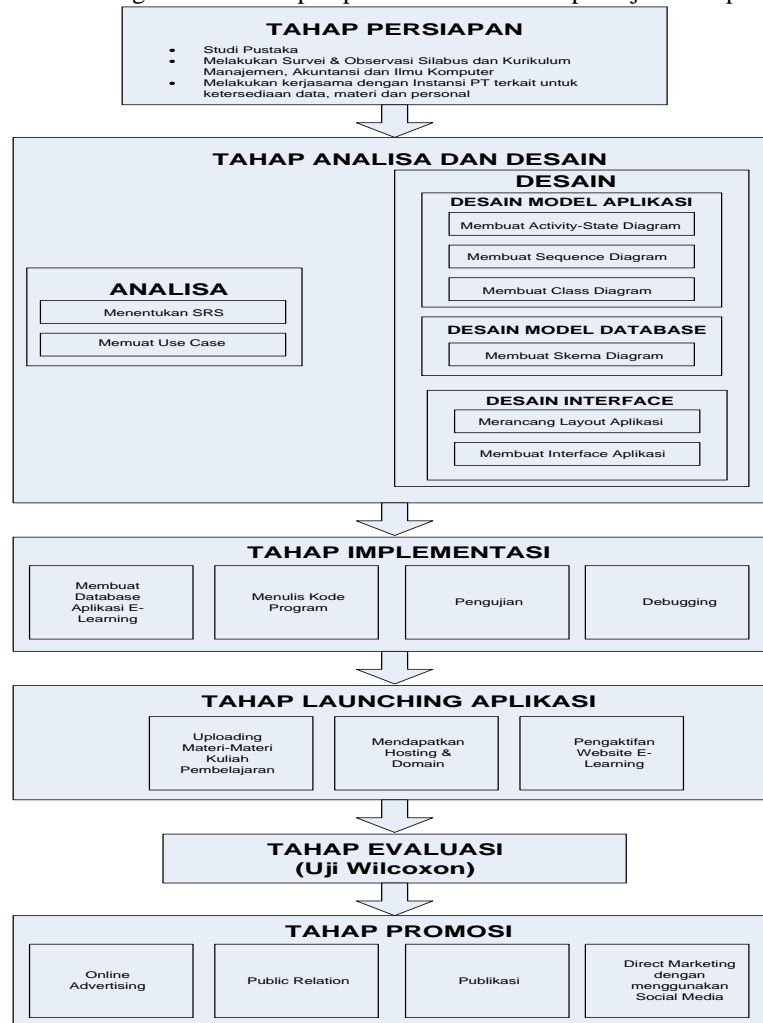 TAHAP PERSIAPAN
• Studi Pustaka
• Melakukan Survei & Observasi Silabus dan Kurikulum
Manajemen, Akuntansi dan Ilmu Komputer
• Melakukan kerjasama dengan Instansi PT terkait untuk
ketersediaan data, materi dan personal
TAHAP ANALISA DAN DESAIN
ANALISA
Menentukan SRS
Memuat Use Case
DESAIN
DESAIN MODEL APLIKASI
Membuat Activity-State Diagram
Membuat Sequence Diagram
Membuat Class Diagram
DESAIN MODEL DATABASE
Membuat Skema Diagram
DESAIN INTERFACE
Merancang Layout Aplikasi
Membuat Interface Aplikasi
TAHAP IMPLEMENTASI
Membuat
Database
Aplikasi E-
Learning
Menulis Kode
Program
Pengujian
Debugging
TAHAP LAUNCHING APLIKASI
Uploading
Materi-Materi
Kuliah
Pembelajaran
Mendapatkan
Hosting &
Domain
Pengaktifan
Website E-
Learning
TAHAP EVALUASI
(Uji Wilcoxon)
TAHAP PROMOSI
Online
Advertising
Public Relation
Publikasi
Direct Marketing
dengan
menggunakan
Social Media